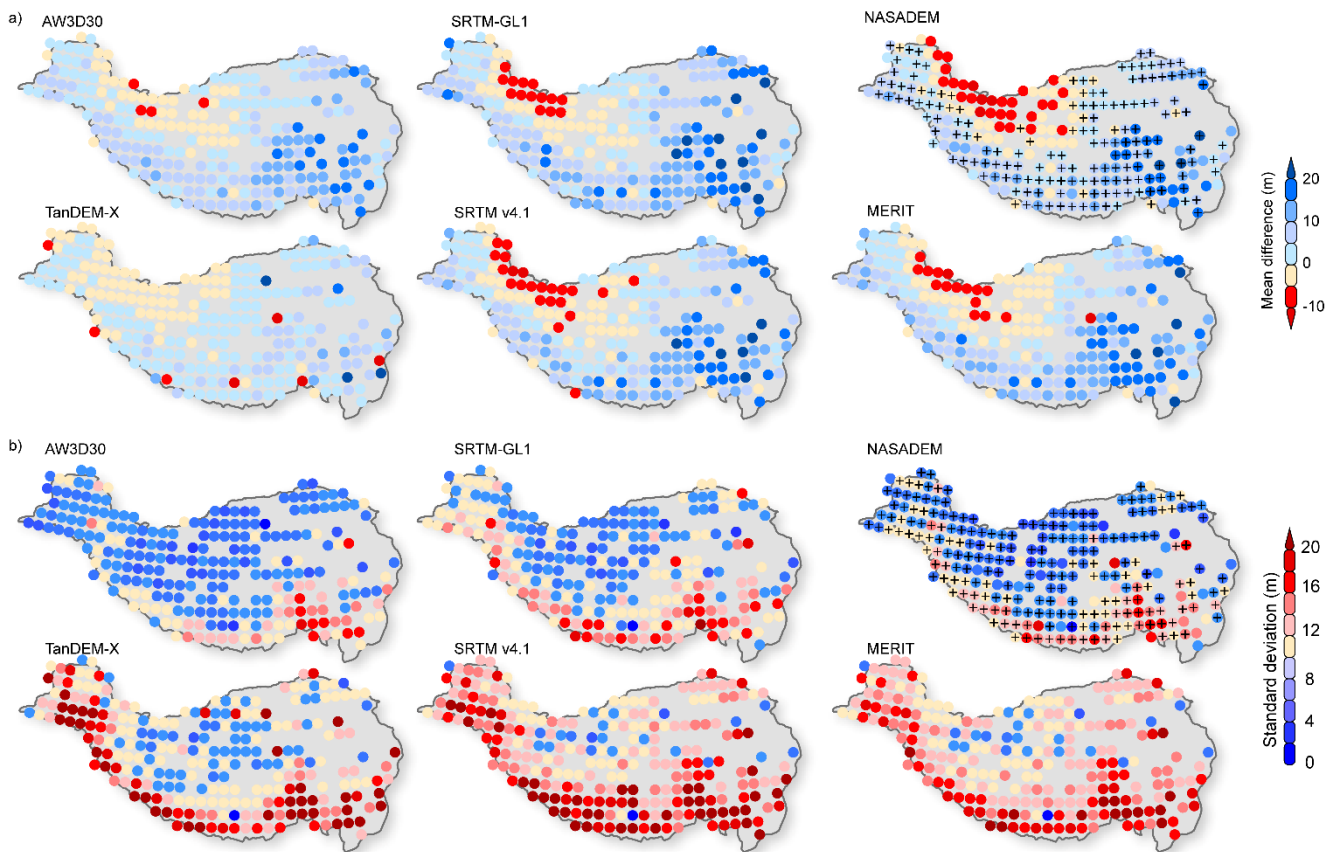 a)
AW3D30
SRTM-GL1
NASADEM
TanDEM-X
SRTM v4.1
MERIT
20
10
0
-10
Mean difference (m)
b)
AW3D30
SRTM-GL1
NASADEM
TanDEM-X
SRTM v4.1
MERIT
20
16
12
8
4
0
Standard deviation (m)